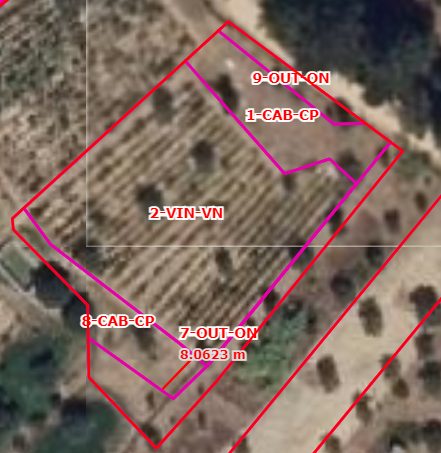 9-OUT-ON
1-CAB-CP
2-VIN-VN
8-CAB-CP
7-OUT-ON
8.0623 m